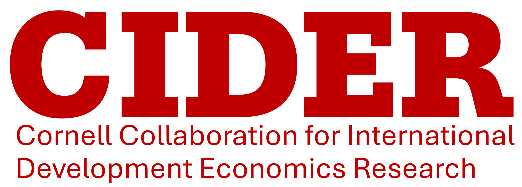 CIDER
Cornell Collaboration for International
Development Economics Research